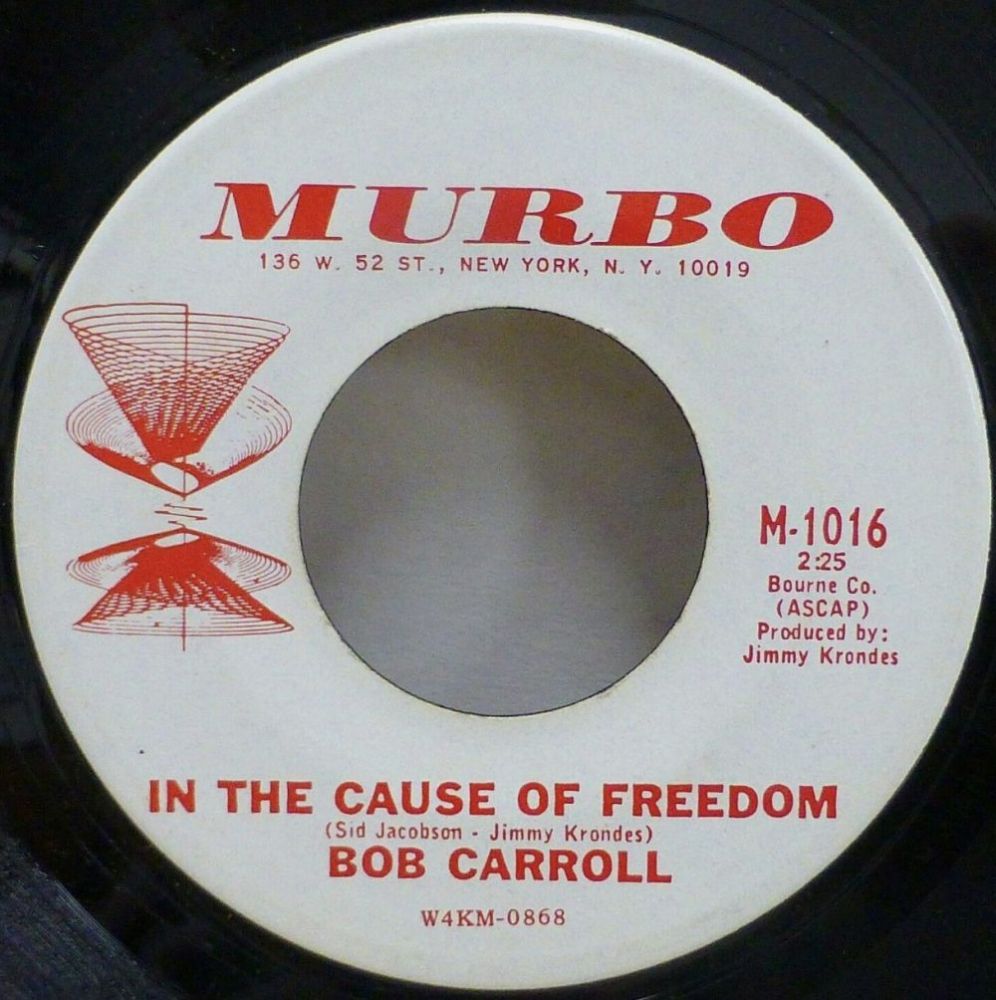 MURBO
136 W. 52 ST., NEW YORK, N. Y. 10019
M-1016
2:25
Bourne Co.
(ASCAP)
Produced by:
Jimmy Krondes
IN THE CAUSE OF FREEDOM
(Sid Jacobson - Jimmy Krondes)
BOB CARROLL
W4KM-0868